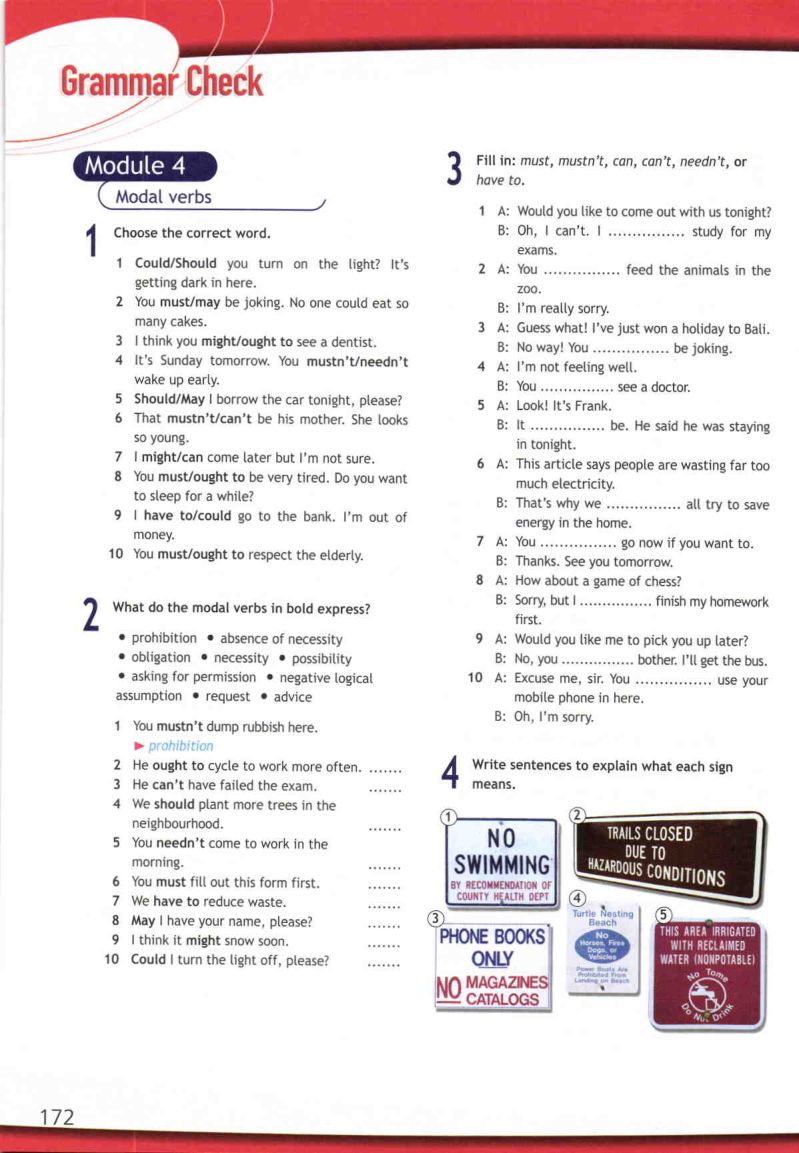 Grammar Check
Module 4
Modal verbs
1 Choose the correct word.
1 Could/Should you turn on the light? It's
getting dark in here.
2 You must/may be joking. No one could eat so
many cakes.
3 I think you might/ought to see a dentist.
4 It's Sunday tomorrow. You mustn't/needn't
wake up early.
5 Should/May I borrow the car tonight, please?
6 That mustn't/can't be his mother. She looks
so young.
7 I might/can come later but I'm not sure.
8 You must/ought to be very tired. Do you want
to sleep for a while?
9 I have to/could go to the bank. I'm out of
money.
10 You must/ought to respect the elderly.
2 What do the modal verbs in bold express?
• prohibition • absence of necessity
• obligation • necessity • possibility
• asking for permission • negative logical
assumption • request • advice
1 You mustn't dump rubbish here.
► prohibition
2 He ought to cycle to work more often. .......
3 He can't have failed the exam. .......
4 We should plant more trees in the
neighbourhood. .......
5 You needn't come to work in the
morning. .......
6 You must fill out this form first. .......
7 We have to reduce waste. .......
8 May I have your name, please? .......
9 I think it might snow soon. .......
10 Could I turn the light off, please? .......
3 Fill in: must, mustn't, can, can't, needn't, or
have to.
1 A: Would you like to come out with us tonight?
B: Oh, I can't. I ................ study for my
exams.
2 A: You ................ feed the animals in the
zoo.
B: I'm really sorry.
3 A: Guess what! I've just won a holiday to Bali.
B: No way! You ................ be joking.
4 A: I'm not feeling well.
B: You ............... see a doctor.
5 A: Look! It's Frank.
B: It ................ be. He said he was staying
in tonight.
6 A: This article says people are wasting far too
much electricity.
B: That's why we ................ all try to save
energy in the home.
7 A: You ................ go now if you want to.
B: Thanks. See you tomorrow.
8 A: How about a game of chess?
B: Sorry, but I ............... finish my homework
first.
9 A: Would you like me to pick you up later?
B: No, you ............... bother. I'll get the bus.
10 A: Excuse me, sir. You ................ use your
mobile phone in here.
B: Oh, I'm sorry.
4 Write sentences to explain what each sign
means.
1
NO
SWIMMING
BY RECOMMENDATION OF
COUNTY HEALTH DEPT
2
TRAILS CLOSED
DUE TO
HAZARDOUS CONDITIONS
3
PHONE BOOKS
ONLY
NO MAGAZINES
CATALOGS
4
Turtle Nesting
Beach
No
Horses, Fires
Dogs, or
Vehicles
Power Boats Are
Prohibited From
Landing on Beach
5
THIS AREA IRRIGATED
WITH RECLAIMED
WATER (NONPOTABLE)
No Tome
Do Not Drink
172